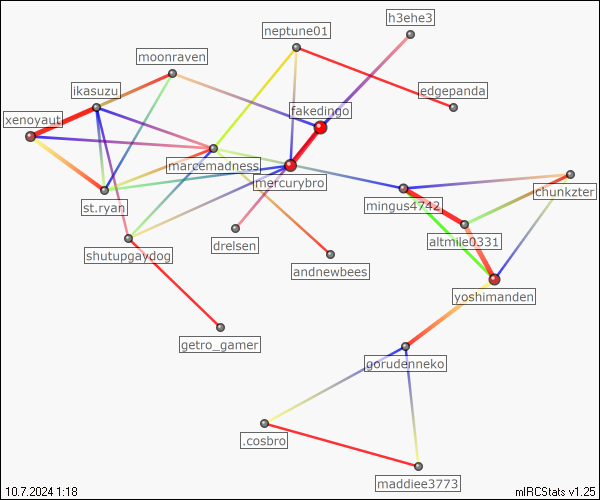 h3ehe3
neptune01
moonraven
ikasuzu
edgepanda
fakedingo
xenoyaut
marcemadness
mercurybro
chunkzter
st.ryan
mingus4742
drelsen
altmile0331
shutupgaydog
andnewbees
yoshimanden
getro_gamer
gorudenneko
.cosbro
maddiee3773
10.7.2024 1:18
mIRCStats v1.25